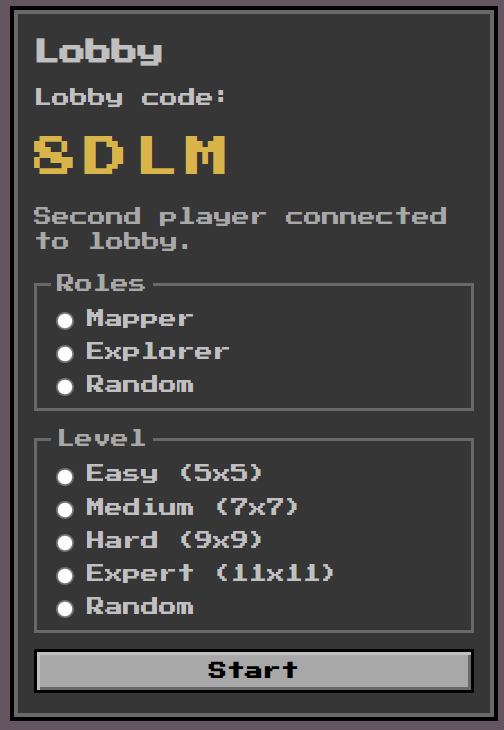 Lobby
Lobby code:
8DLM
Second player connected
to lobby.
Roles
Mapper
Explorer
Random
Level
Easy (5x5)
Medium (7x7)
Hard (9x9)
Expert (11x11)
Random
Start